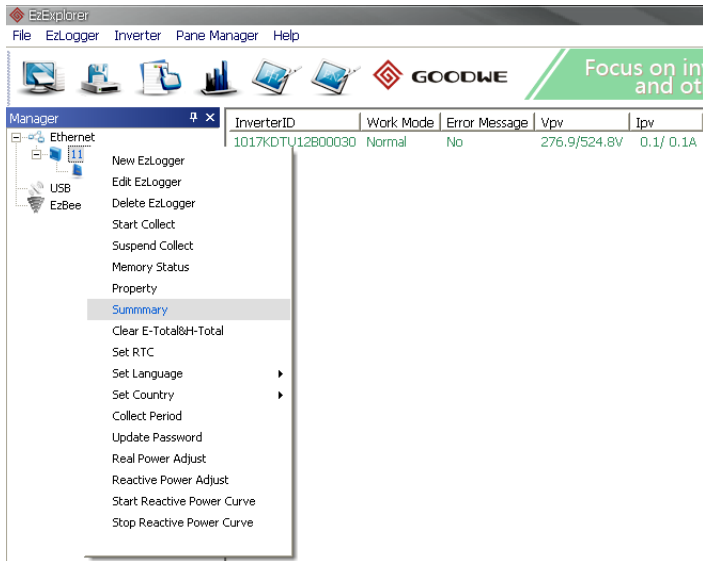 EzExplorer
File EzLogger Inverter Pane Manager Help
GOODWE
Focus on in
and ot
Manager
InverterID Work Mode Error Message Vpv Ipv
1017KDTU12B00030 Normal No 276.9/524.8V 0.1/ 0.1A
Ethernet
11
USB
EzBee
New EzLogger
Edit EzLogger
Delete EzLogger
Start Collect
Suspend Collect
Memory Status
Property
Summmary
Clear E-Total&H-Total
Set RTC
Set Language
Set Country
Collect Period
Update Password
Real Power Adjust
Reactive Power Adjust
Start Reactive Power Curve
Stop Reactive Power Curve